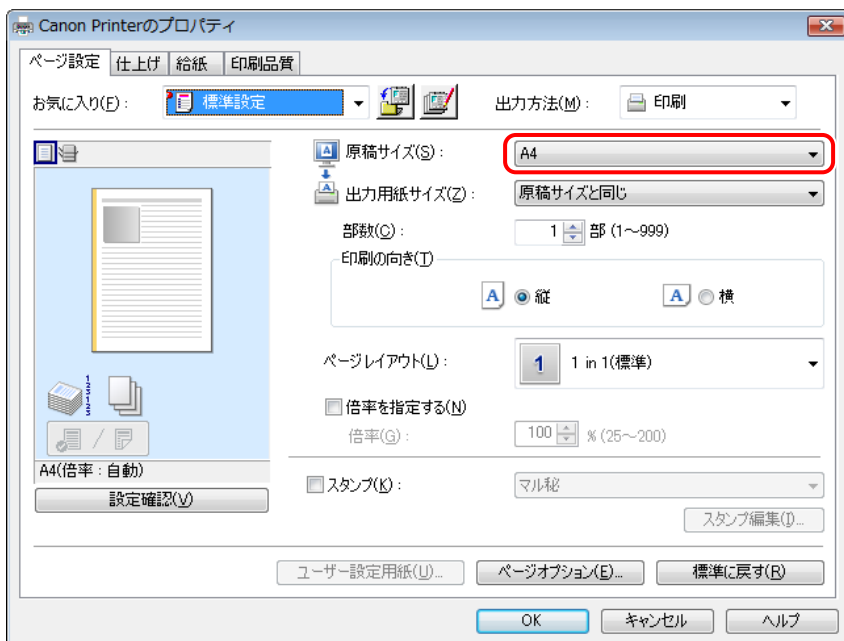 Canon Printerのプロパティ
ページ設定 仕上げ 給紙 印刷品質
お気に入り(F): 標準設定 出力方法(M): 印刷
原稿サイズ(S): A4
出力用紙サイズ(Z): 原稿サイズと同じ
部数(C): 1 部 (1～999)
印刷の向き(T)
A 縦 A 横
ページレイアウト(L): 1 1 in 1(標準)
倍率を指定する(N)
倍率(G): 100 % (25～200)
A4(倍率:自動)
設定確認(V)
スタンプ(K): マル秘
スタンプ編集(I)...
ユーザー設定用紙(U)... ページオプション(E)... 標準に戻す(R)
OK キャンセル ヘルプ